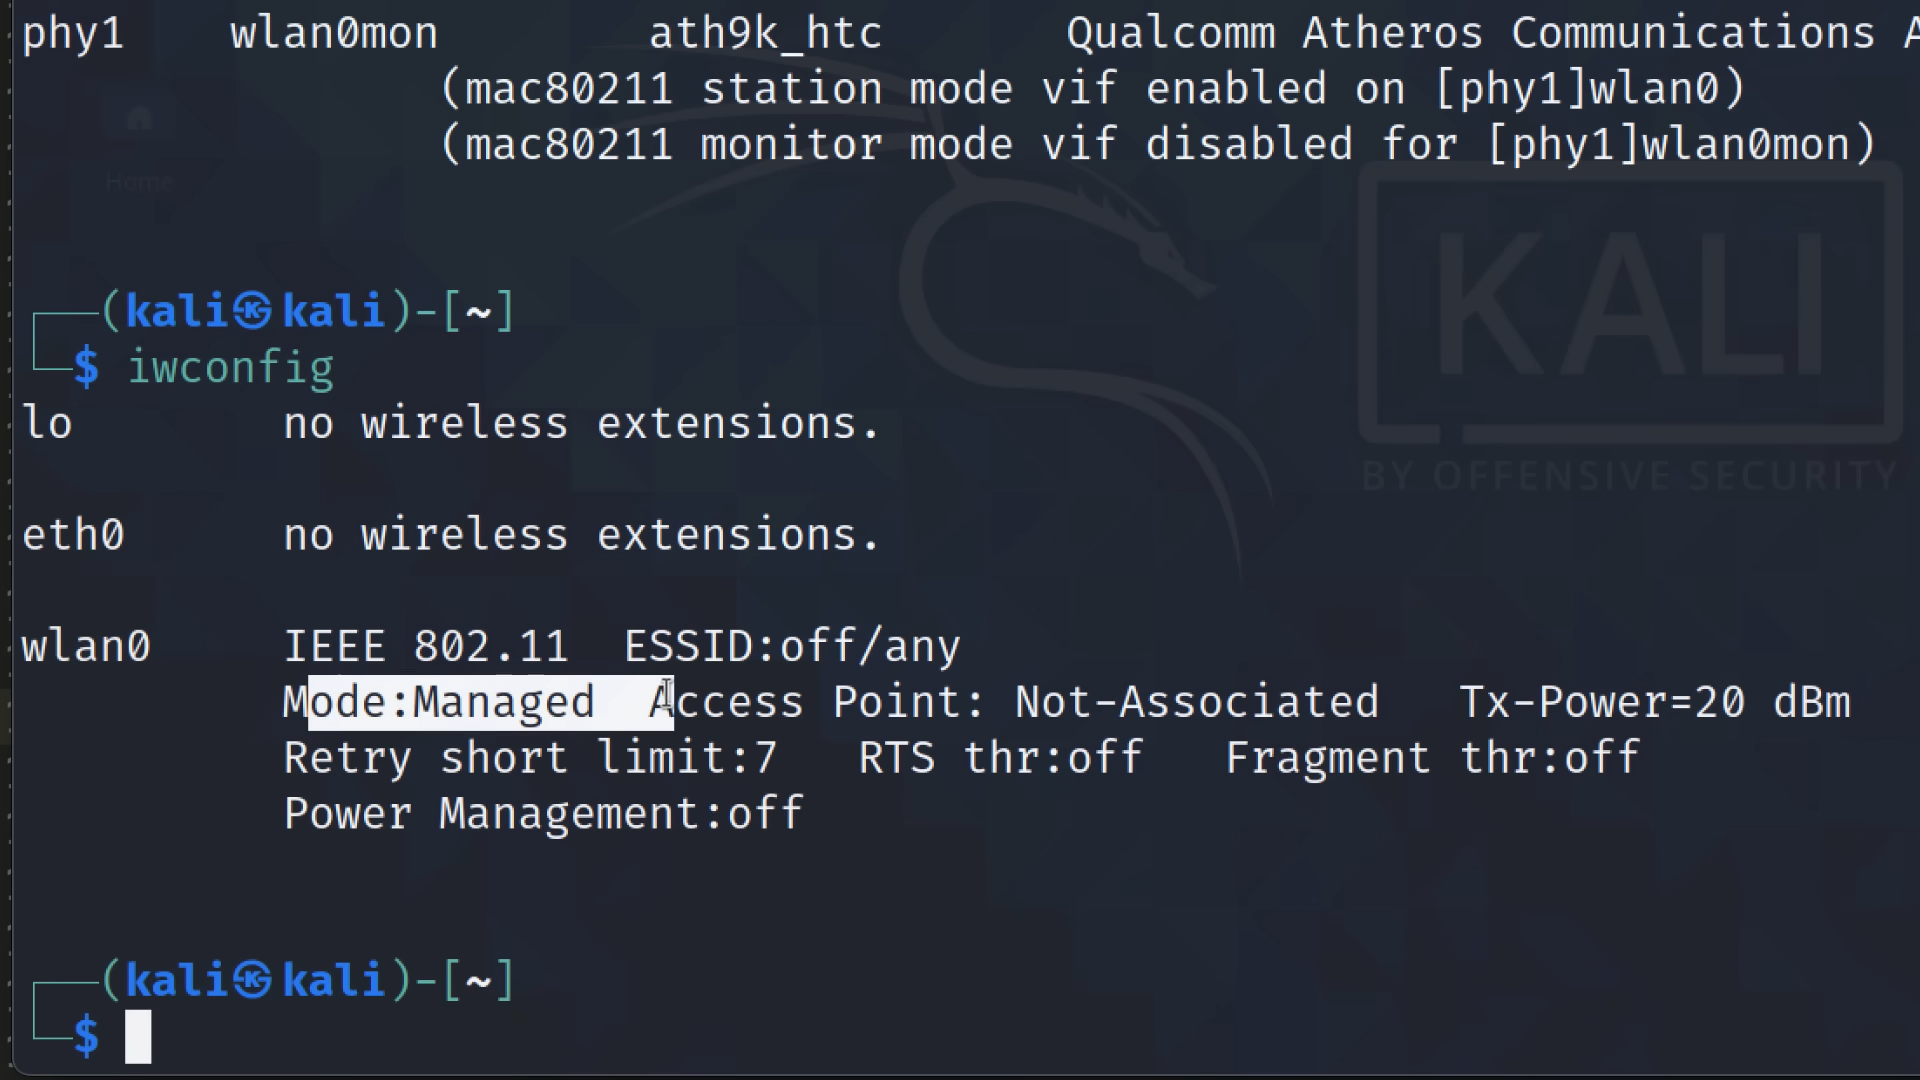 phy1 wlan0mon ath9k_htc Qualcomm Atheros Communications A
(mac80211 station mode vif enabled on [phy1]wlan0)
(mac80211 monitor mode vif disabled for [phy1]wlan0mon)
Home
KALI
BY OFFENSIVE SECURITY
(kali㉿kali)-[~]
$ iwconfig
lo no wireless extensions.
eth0 no wireless extensions.
wlan0 IEEE 802.11 ESSID:off/any
Mode:Managed Access Point: Not-Associated Tx-Power=20 dBm
Retry short limit:7 RTS thr:off Fragment thr:off
Power Management:off
(kali㉿kali)-[~]
$